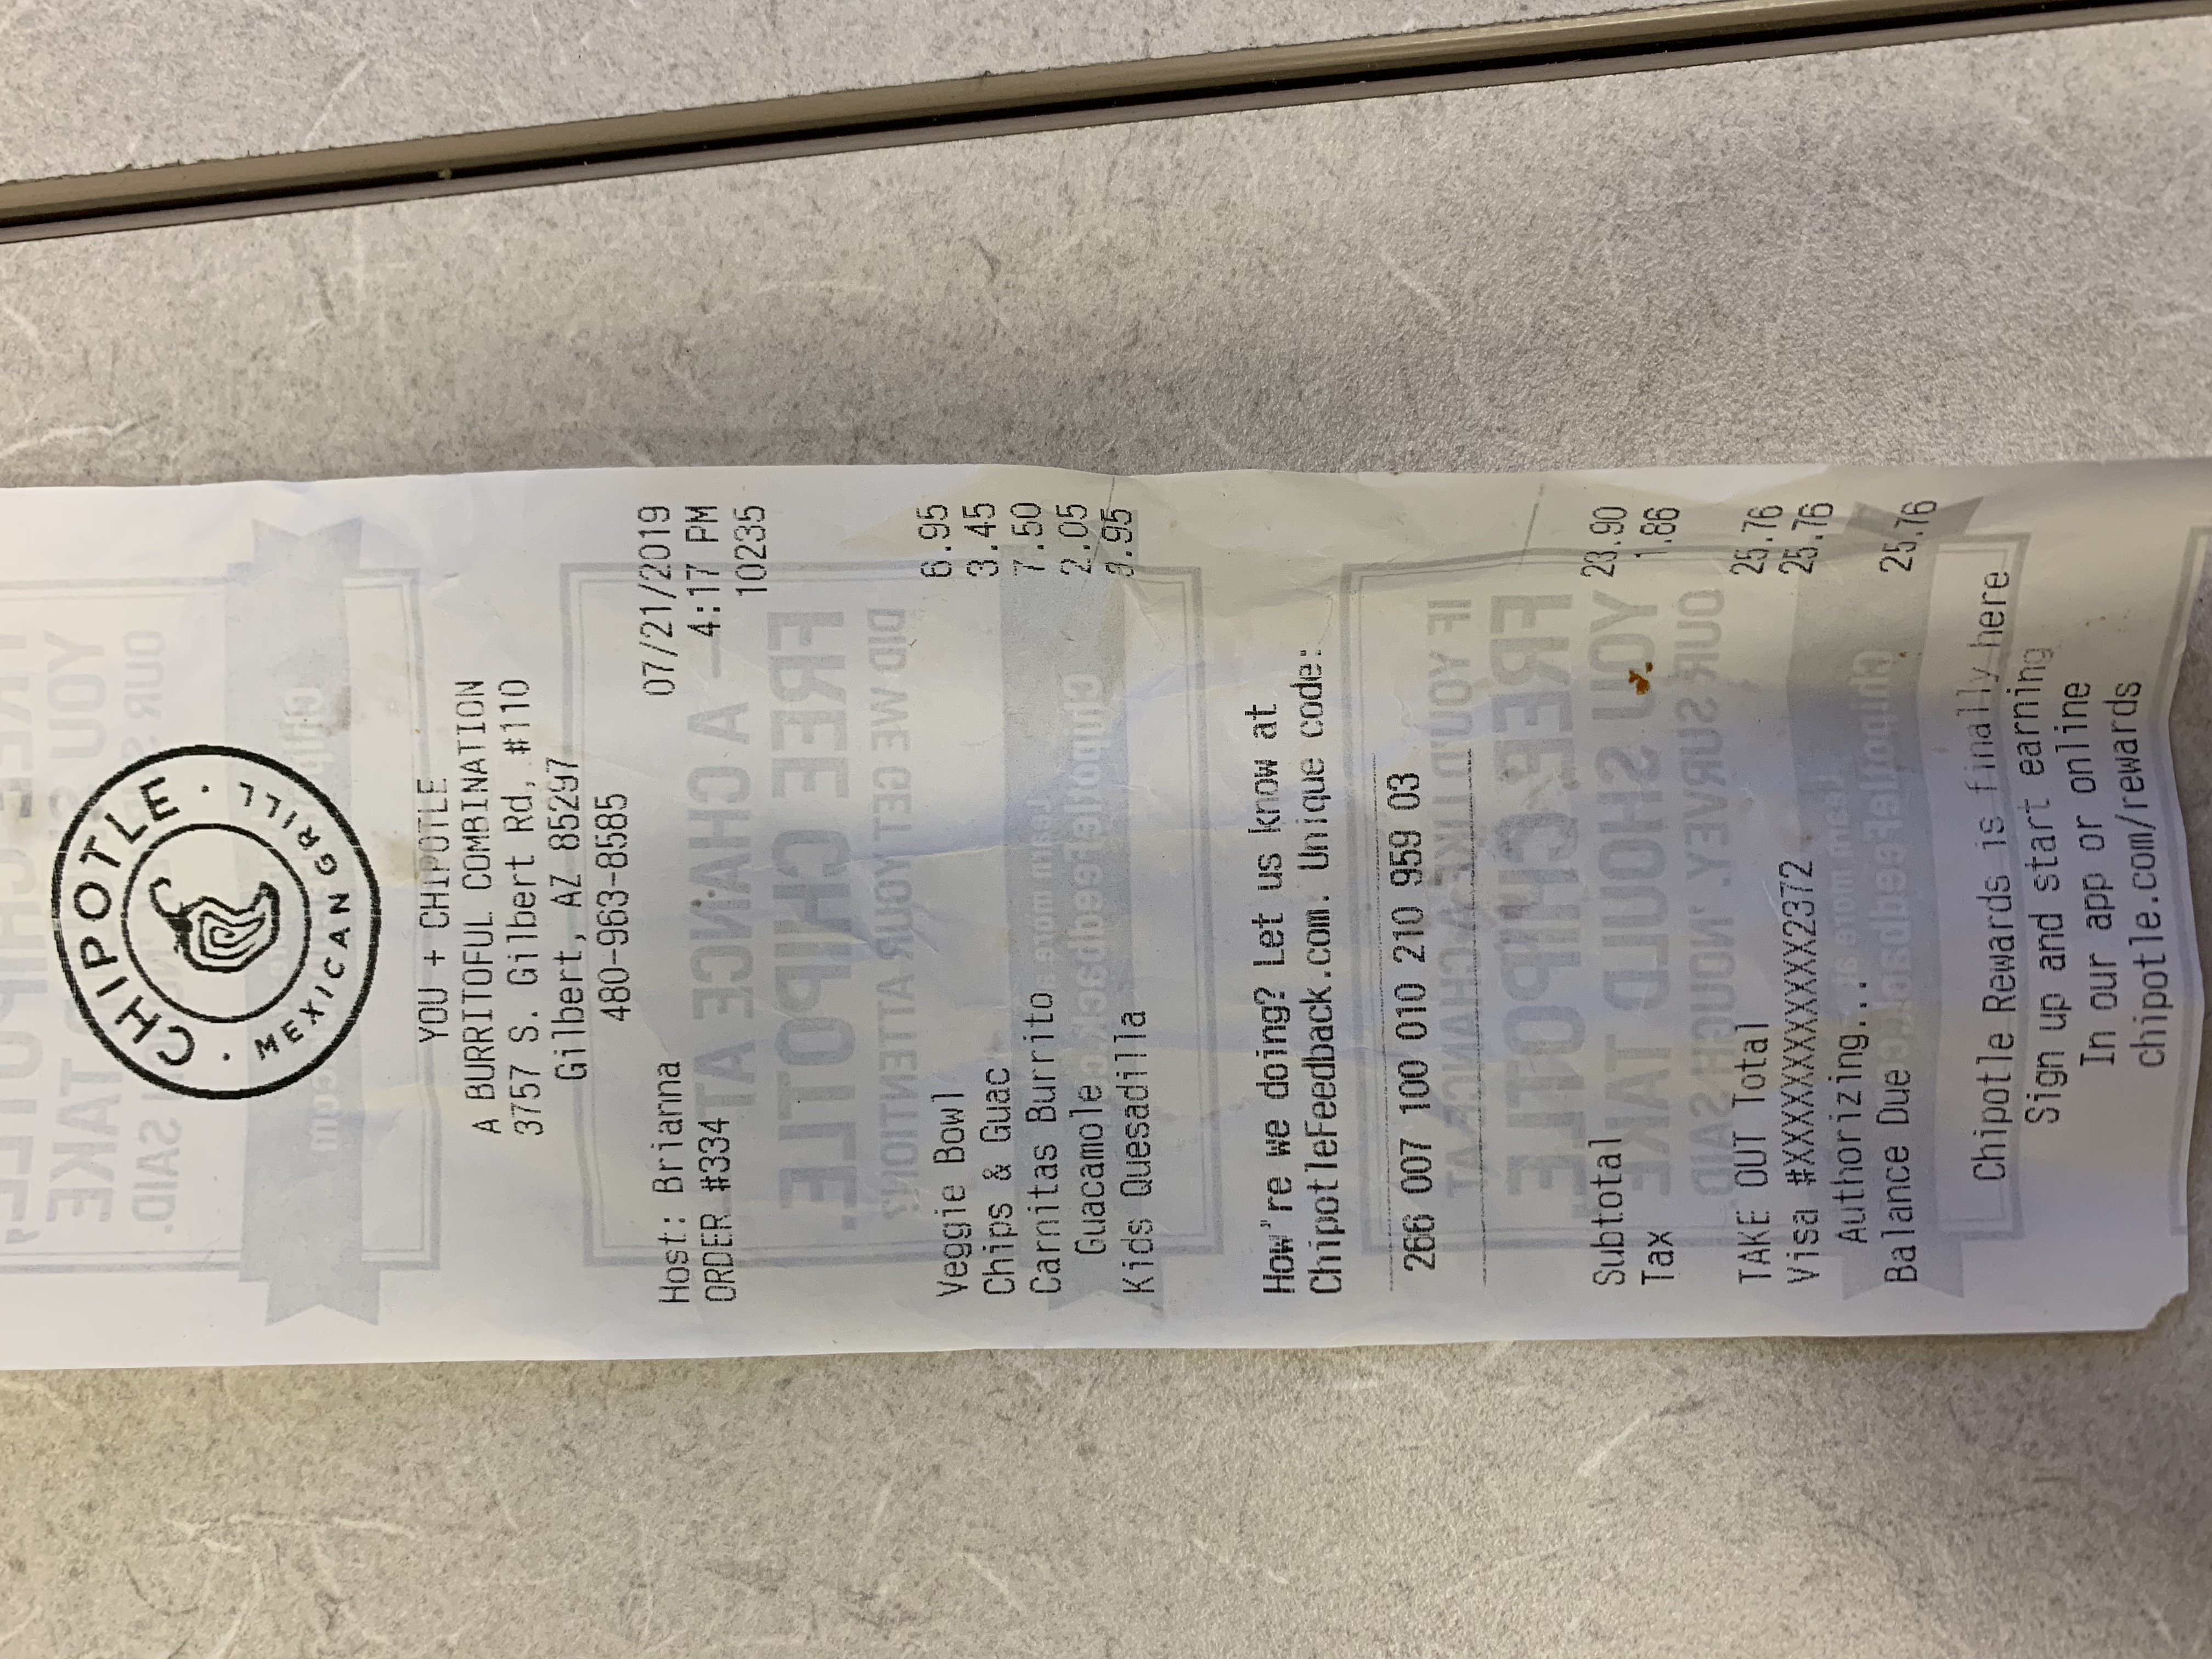 CHIPOTLE
MEXICAN GRILL
YOU + CHIPOTLE
A BURRITOFUL COMBINATION
3757 S. Gilbert Rd, #110
Gilbert, AZ 85297
480-963-8585
Host: Brianna 07/21/2019
ORDER #334 4:17 PM
10235
Veggie Bowl 6.95
Chips & Guac 3.45
Carnitas Burrito 7.50
Guacamole 2.05
Kids Quesadilla 3.95
How're we doing? Let us know at
ChipotleFeedback.com. Unique code:
266 007 100 010 210 959 03
Subtotal 23.90
Tax 1.86
TAKE OUT Total 25.76
Visa #XXXXXXXXXXXX2372 25.76
Authorizing...
Balance Due 25.76
Chipotle Rewards is finally here
Sign up and start earning
In our app or online
chipotle.com/rewards